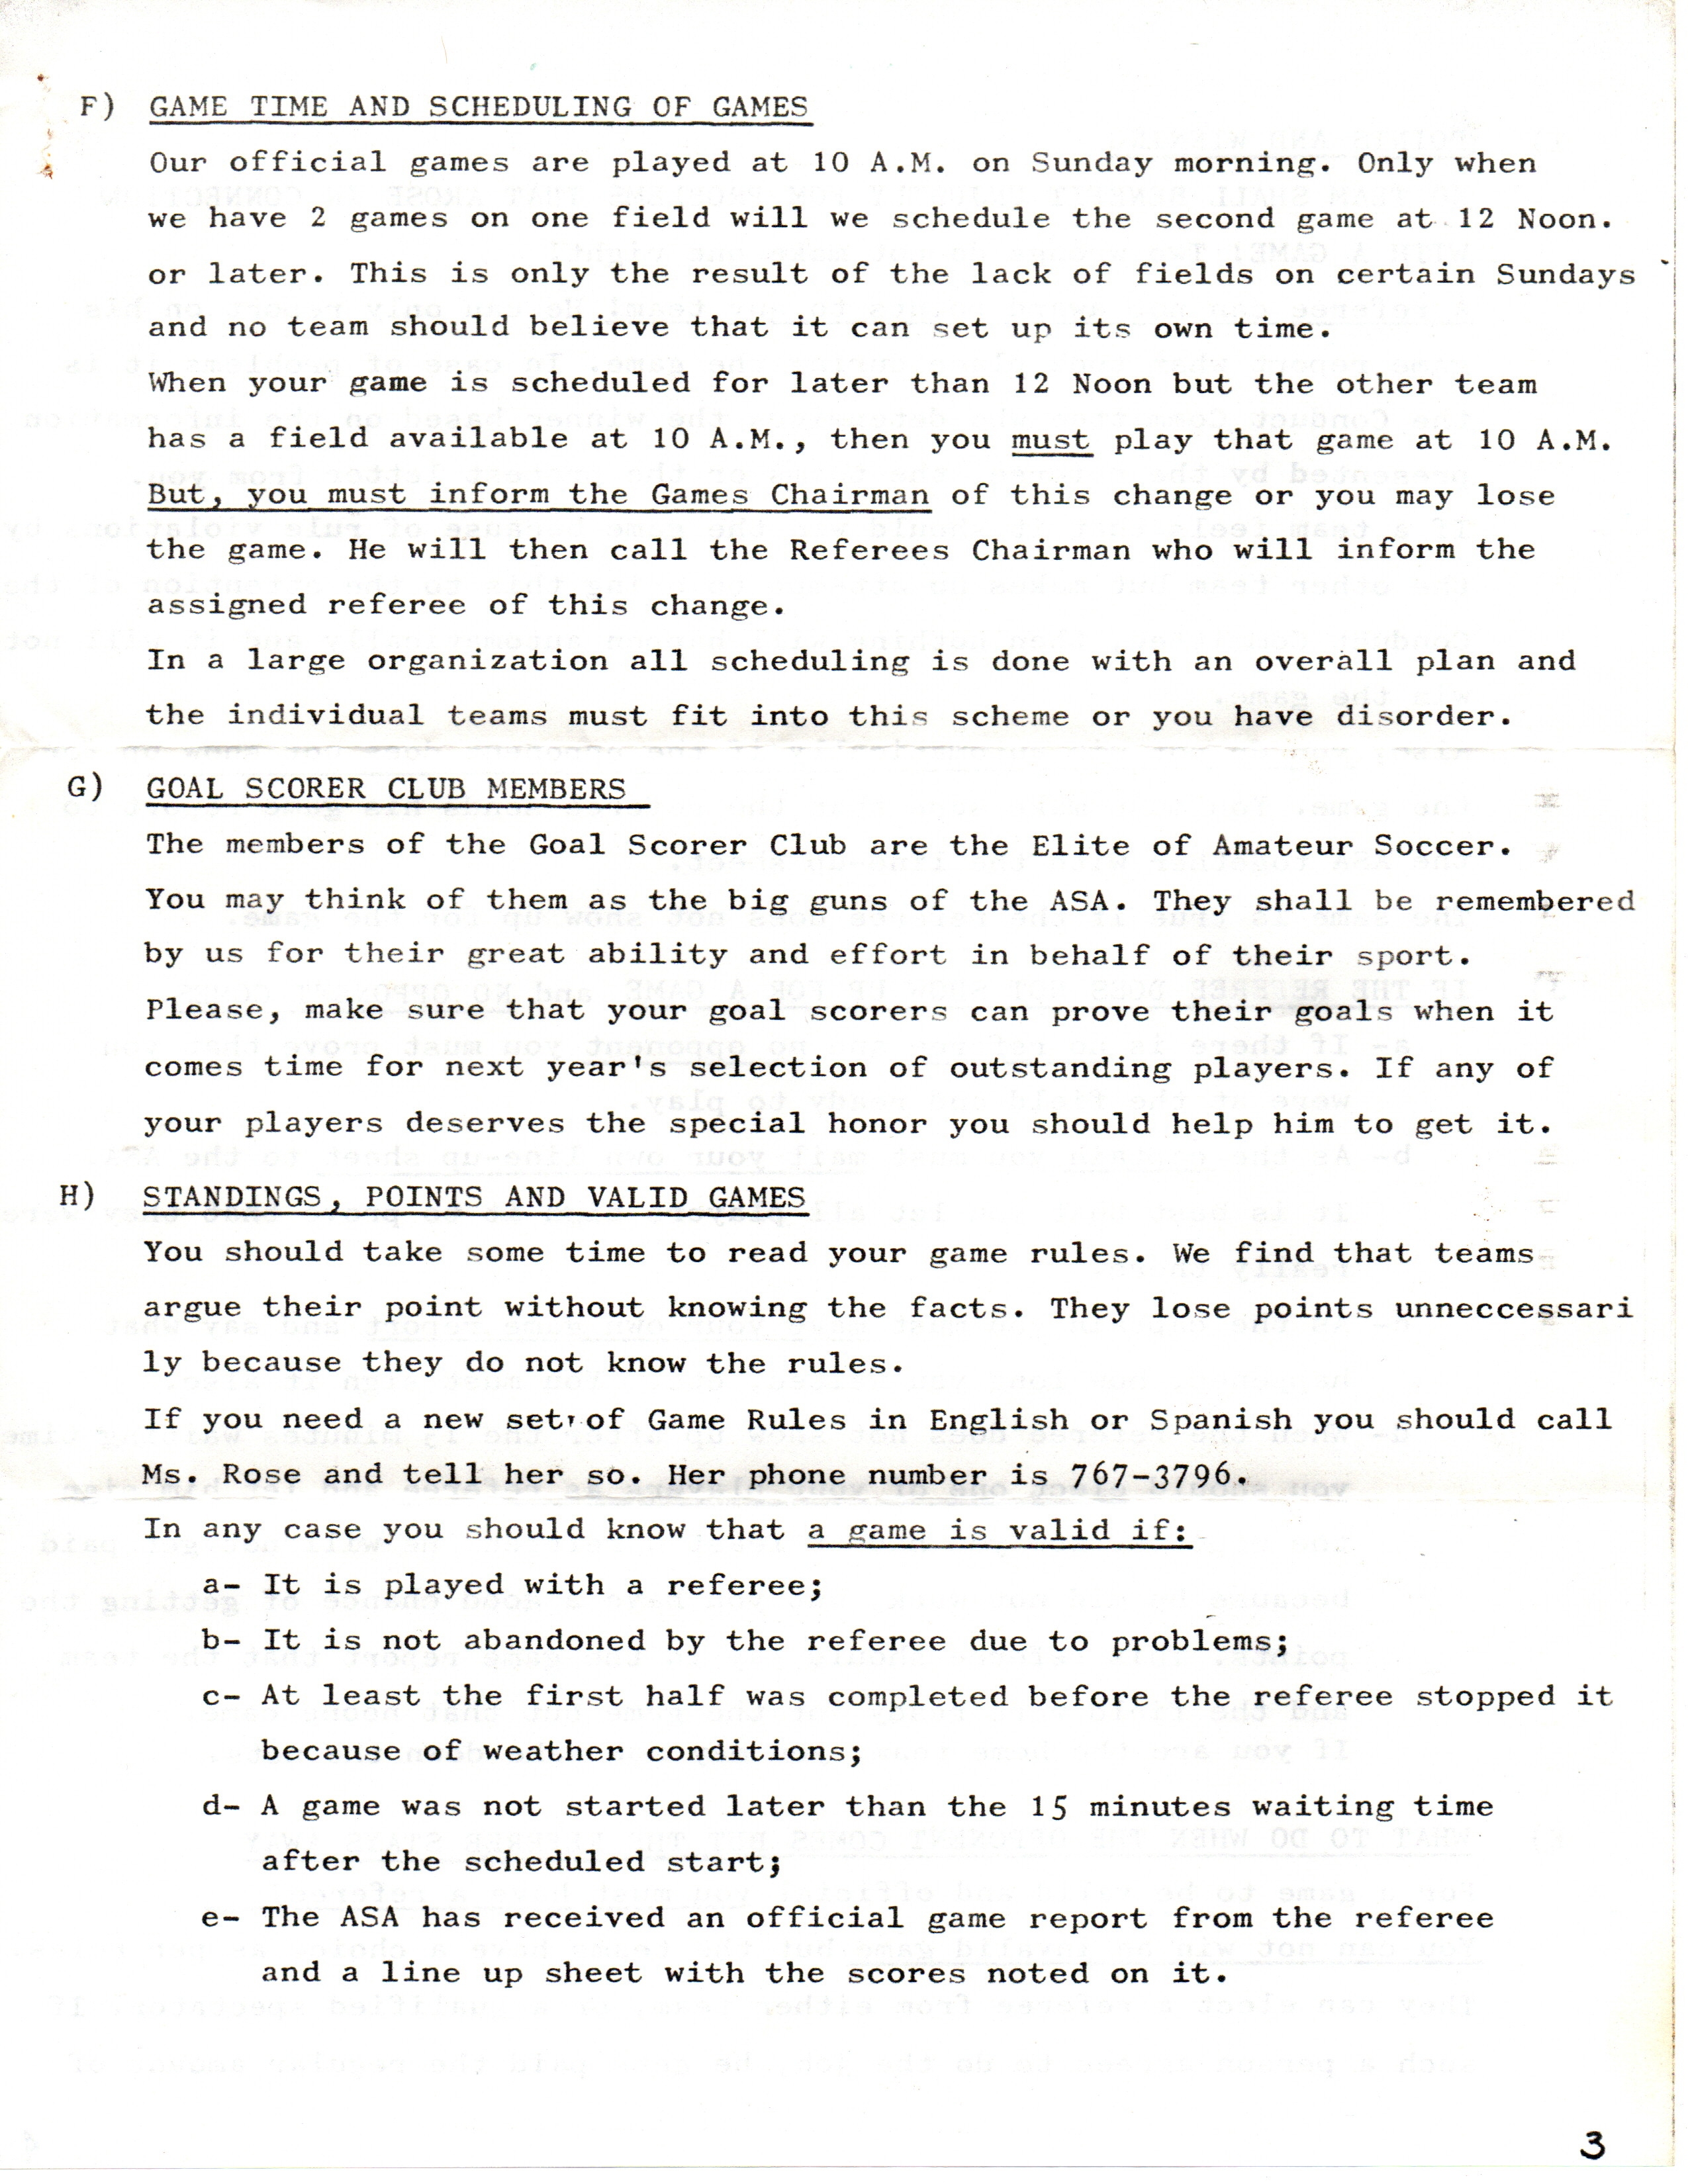 F) GAME TIME AND SCHEDULING OF GAMES
Our official games are played at 10 A.M. on Sunday morning. Only when
we have 2 games on one field will we schedule the second game at 12 Noon.
or later. This is only the result of the lack of fields on certain Sundays
and no team should believe that it can set up its own time.
When your game is scheduled for later than 12 Noon but the other team
has a field available at 10 A.M., then you must play that game at 10 A.M.
But, you must inform the Games Chairman of this change or you may lose
the game. He will then call the Referees Chairman who will inform the
assigned referee of this change.
In a large organization all scheduling is done with an overall plan and
the individual teams must fit into this scheme or you have disorder.
G) GOAL SCORER CLUB MEMBERS
The members of the Goal Scorer Club are the Elite of Amateur Soccer.
You may think of them as the big guns of the ASA. They shall be remembered
by us for their great ability and effort in behalf of their sport.
Please, make sure that your goal scorers can prove their goals when it
comes time for next year's selection of outstanding players. If any of
your players deserves the special honor you should help him to get it.
H) STANDINGS, POINTS AND VALID GAMES
You should take some time to read your game rules. We find that teams
argue their point without knowing the facts. They lose points unneccessari
ly because they do not know the rules.
If you need a new set of Game Rules in English or Spanish you should call
Ms. Rose and tell her so. Her phone number is 767-3796.
In any case you should know that a game is valid if:
a- It is played with a referee;
b- It is not abandoned by the referee due to problems;
c- At least the first half was completed before the referee stopped it
because of weather conditions;
d- A game was not started later than the 15 minutes waiting time
after the scheduled start;
e- The ASA has received an official game report from the referee
and a line up sheet with the scores noted on it.
3